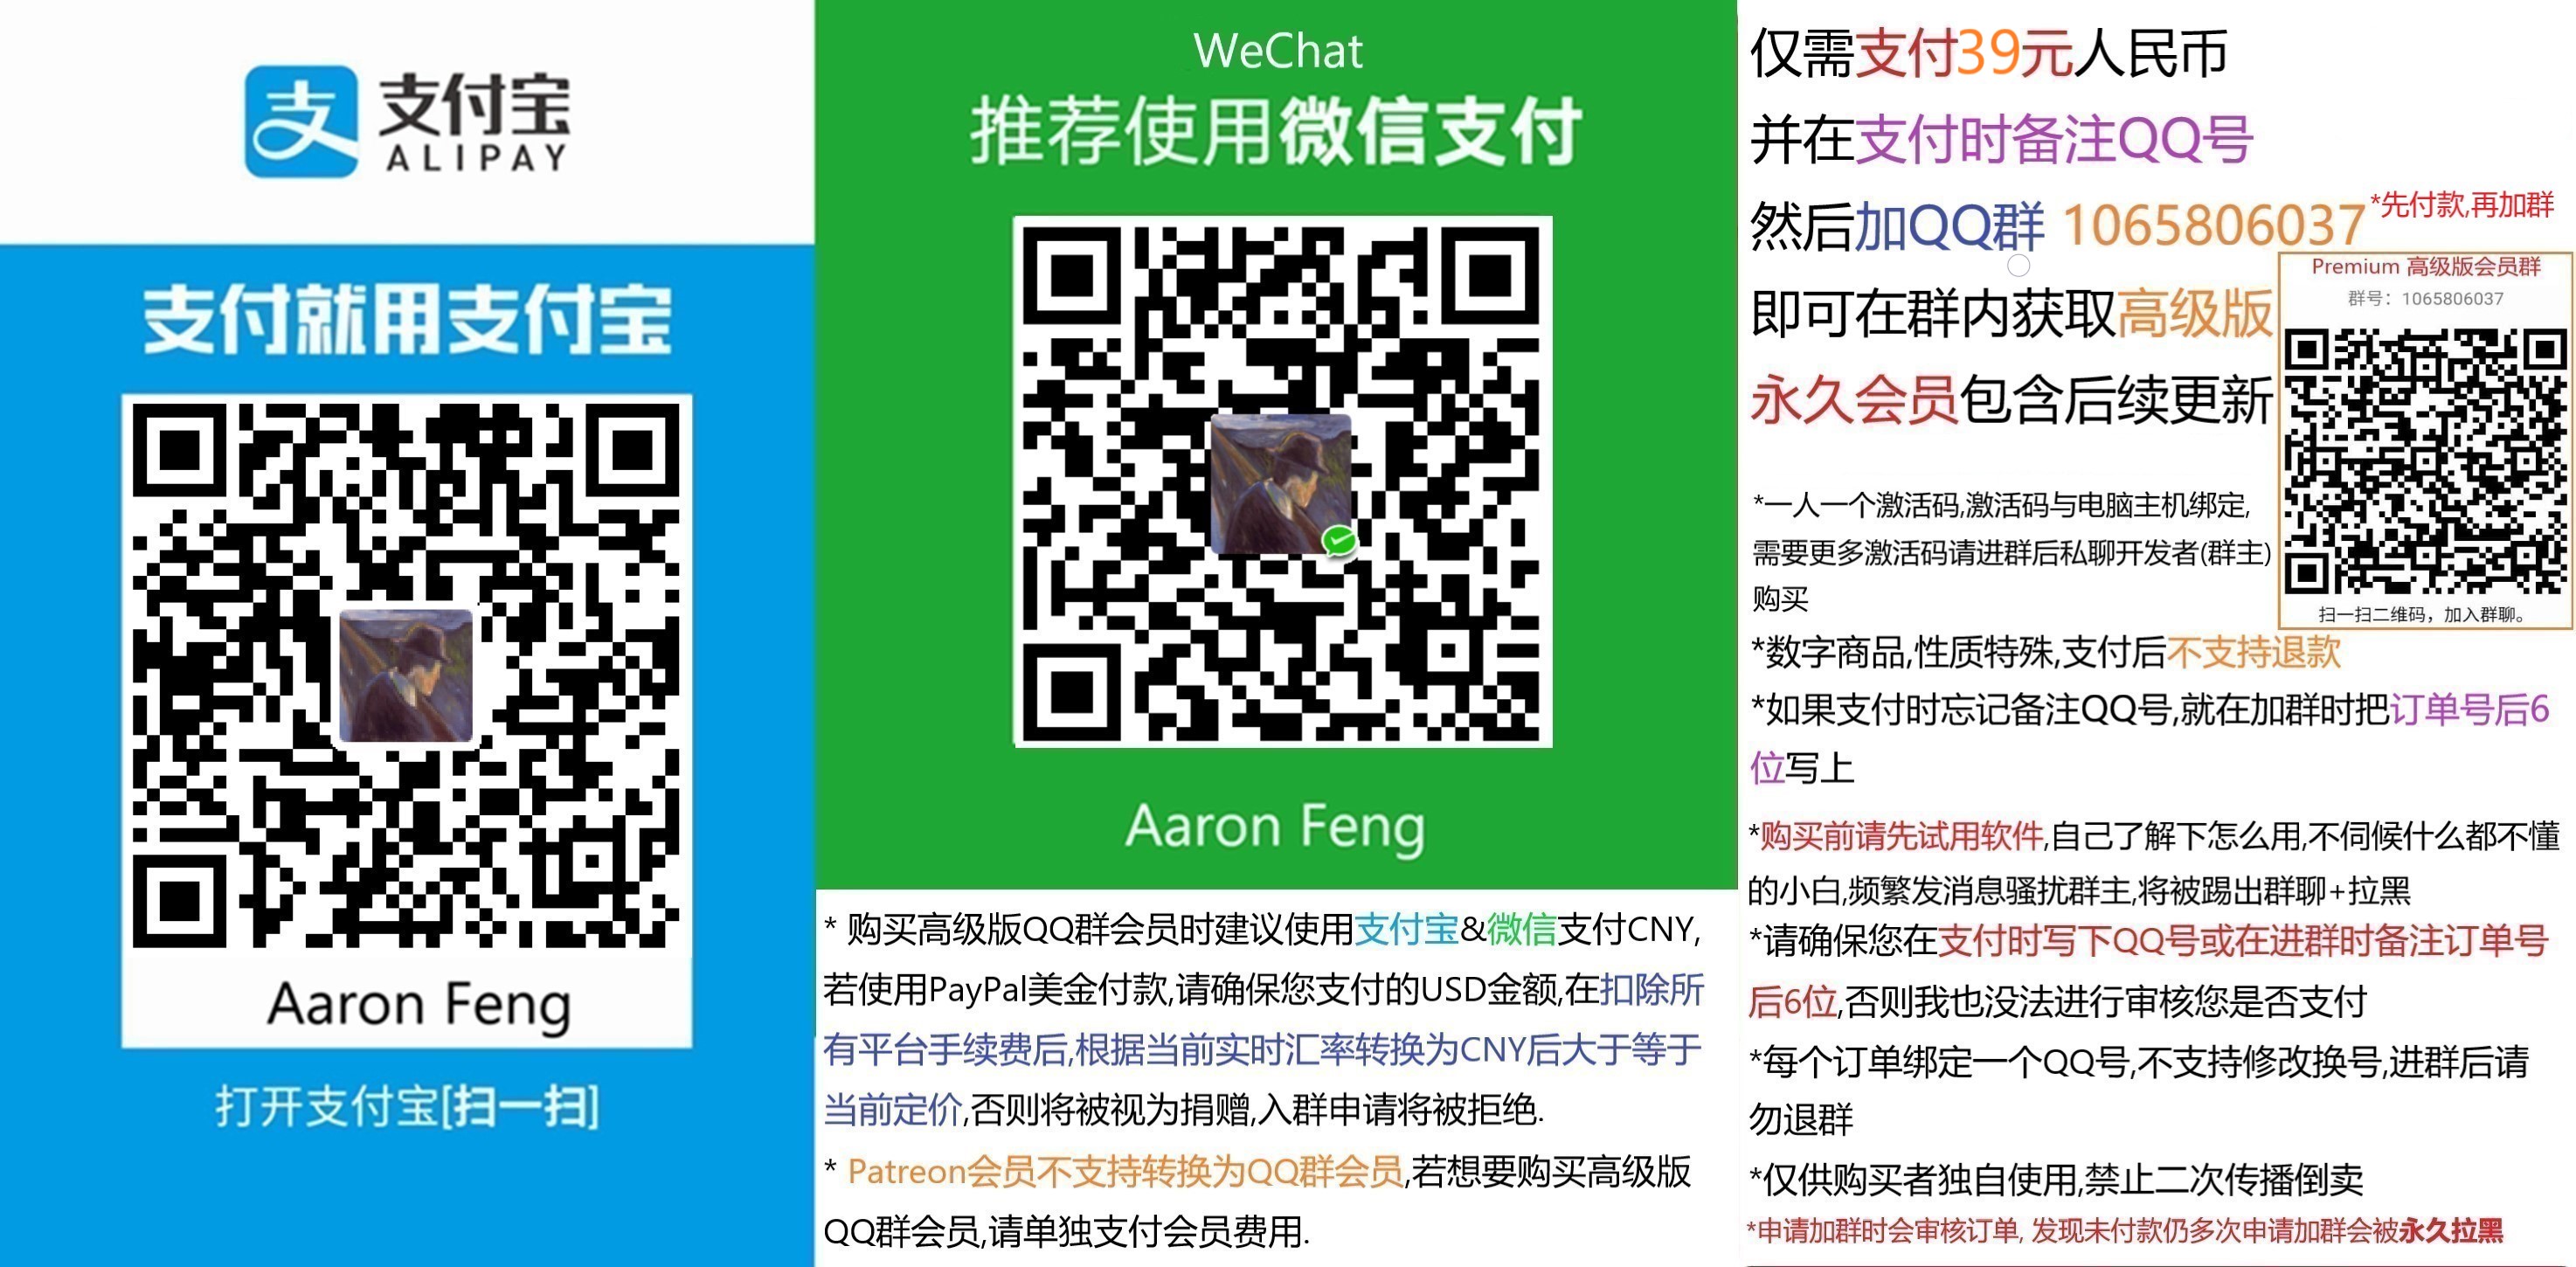 支付宝
ALIPAY
支付就用支付宝
Aaron Feng
打开支付宝[扫一扫]
WeChat
推荐使用微信支付
Aaron Feng
* 购买高级版QQ群会员时建议使用支付宝&微信支付CNY,
若使用PayPal美金付款,请确保您支付的USD金额,在扣除所
有平台手续费后,根据当前实时汇率转换为CNY后大于等于
当前定价,否则将被视为捐赠,入群申请将被拒绝.
* Patreon会员不支持转换为QQ群会员,若想要购买高级版
QQ群会员,请单独支付会员费用.
仅需支付39元人民币
并在支付时备注QQ号
然后加QQ群 1065806037 *先付款,再加群
即可在群内获取高级版
永久会员包含后续更新
Premium 高级版会员群
群号：1065806037
扫一扫二维码，加入群聊。
*一人一个激活码,激活码与电脑主机绑定,
需要更多激活码请进群后私聊开发者(群主)
购买
*数字商品,性质特殊,支付后不支持退款
*如果支付时忘记备注QQ号,就在加群时把订单号后6
位写上
*购买前请先试用软件,自己了解下怎么用,不伺候什么都不懂
的小白,频繁发消息骚扰群主,将被踢出群聊+拉黑
*请确保您在支付时写下QQ号或在进群时备注订单号
后6位,否则我也没法进行审核您是否支付
*每个订单绑定一个QQ号,不支持修改换号,进群后请
勿退群
*仅供购买者独自使用,禁止二次传播倒卖
*申请加群时会审核订单, 发现未付款仍多次申请加群会被永久拉黑